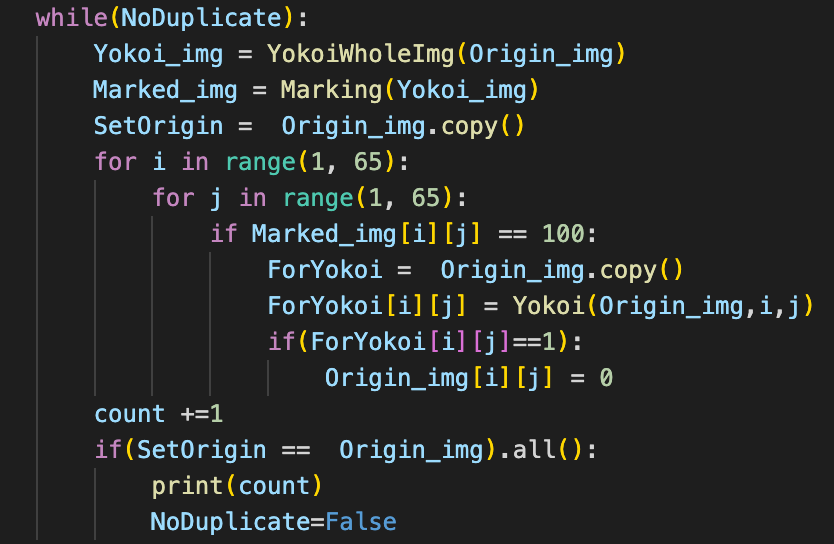 while(NoDuplicate):
    Yokoi_img = YokoiWholeImg(Origin_img)
    Marked_img = Marking(Yokoi_img)
    SetOrigin =  Origin_img.copy()
    for i in range(1, 65):
        for j in range(1, 65):
            if Marked_img[i][j] == 100:
                ForYokoi =  Origin_img.copy()
                ForYokoi[i][j] = Yokoi(Origin_img,i,j)
                if(ForYokoi[i][j]==1):
                    Origin_img[i][j] = 0
    count +=1
    if(SetOrigin ==  Origin_img).all():
        print(count)
        NoDuplicate=False